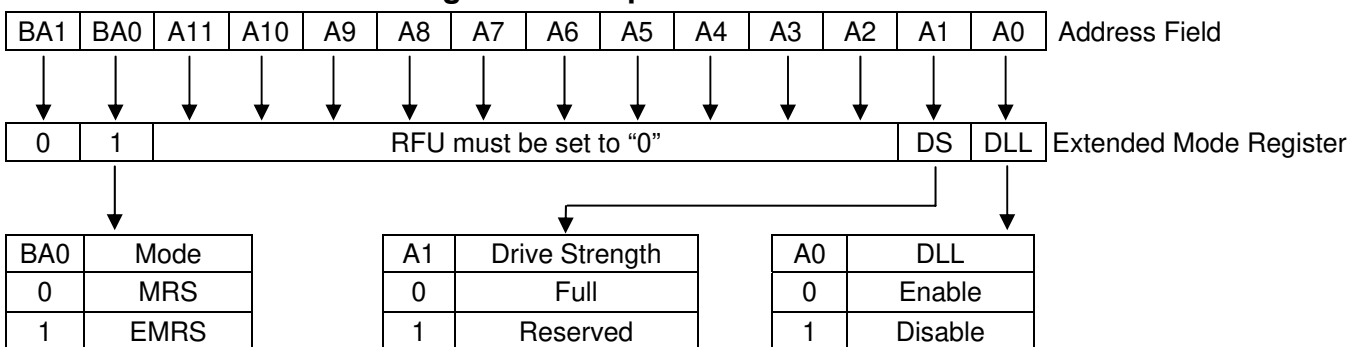 BA1 BA0 A11 A10 A9 A8 A7 A6 A5 A4 A3 A2 A1 A0 Address Field
0 1 RFU must be set to “0” DS DLL Extended Mode Register
BA0 Mode A1 Drive Strength A0 DLL
0 MRS 0 Full 0 Enable
1 EMRS 1 Reserved 1 Disable